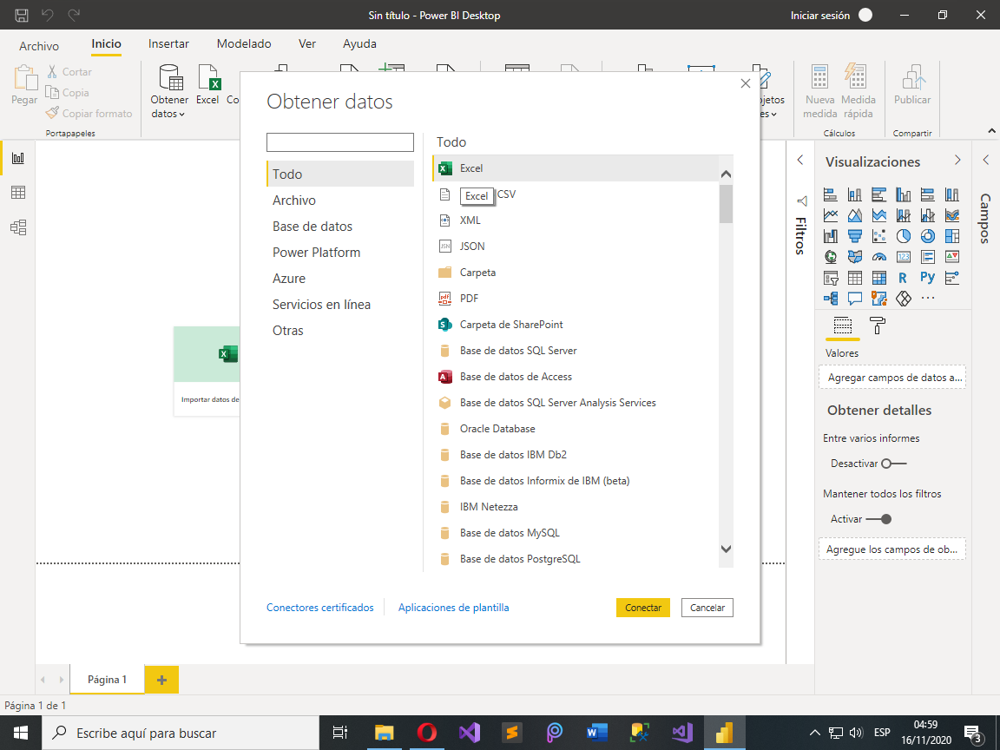 Sin título - Power BI Desktop
Iniciar sesión
Archivo
Inicio
Insertar
Modelado
Ver
Ayuda
Pegar
Cortar
Copia
Copiar formato
Portapapeles
Obtener
datos
Excel
Co
Nueva
medida
Medida
rápida
Cálculos
Publicar
Compartir
Obtener datos
Todo
Archivo
Base de datos
Power Platform
Azure
Servicios en línea
Otras
Todo
Excel
Excel
CSV
XML
JSON
Carpeta
PDF
Carpeta de SharePoint
Base de datos SQL Server
Base de datos de Access
Base de datos SQL Server Analysis Services
Oracle Database
Base de datos IBM Db2
Base de datos Informix de IBM (beta)
IBM Netezza
Base de datos MySQL
Base de datos PostgreSQL
Conectores certificados
Aplicaciones de plantilla
Conectar
Cancelar
Importar datos de
Filtros
Visualizaciones
Campos
Valores
Agregar campos de datos a...
Obtener detalles
Entre varios informes
Desactivar
Mantener todos los filtros
Activar
Agregue los campos de ob...
Página 1
Página 1 de 1
Escribe aquí para buscar
ESP
04:59
16/11/2020
3